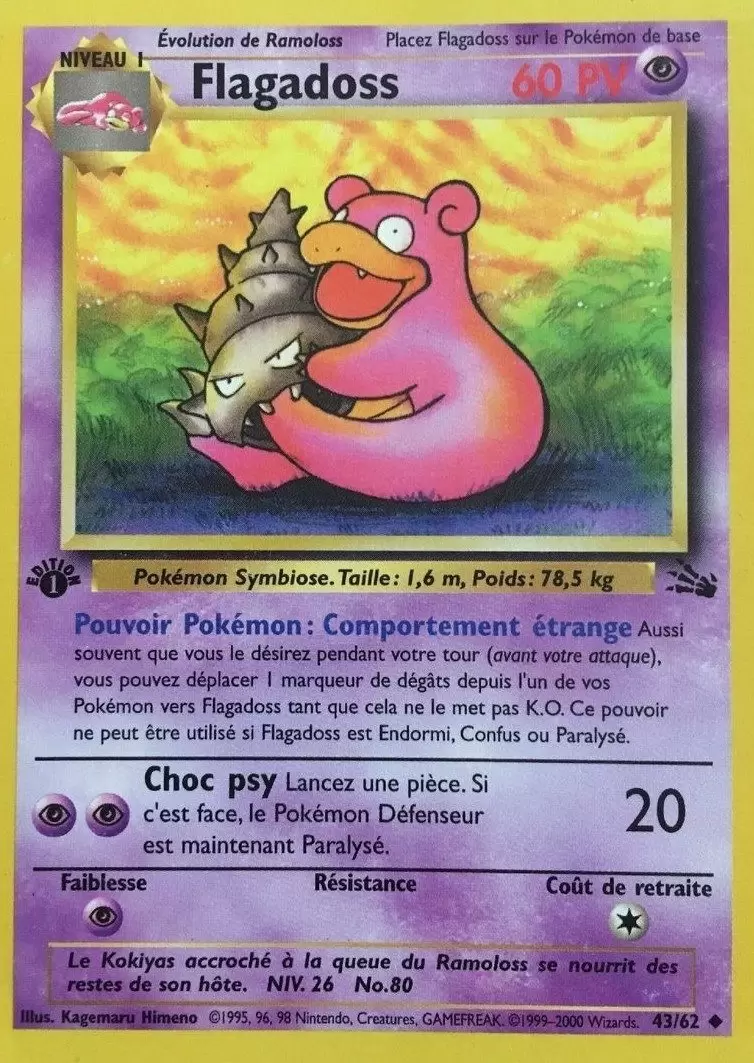 Évolution de Ramoloss Placez Flagadoss sur le Pokémon de base
NIVEAU I
Flagadoss 60 PV
EDITION
1
Pokémon Symbiose. Taille: 1,6 m, Poids: 78,5 kg
Pouvoir Pokémon: Comportement étrange Aussi
souvent que vous le désirez pendant votre tour (avant votre attaque),
vous pouvez déplacer 1 marqueur de dégâts depuis l'un de vos
Pokémon vers Flagadoss tant que cela ne le met pas K.O. Ce pouvoir
ne peut être utilisé si Flagadoss est Endormi, Confus ou Paralysé.
Choc psy Lancez une pièce. Si
c'est face, le Pokémon Défenseur
est maintenant Paralysé.
20
Faiblesse Résistance Coût de retraite
Le Kokiyas accroché à la queue du Ramoloss se nourrit des
restes de son hôte. NIV. 26 No.80
Illus. Kagemaru Himeno ©1995, 96, 98 Nintendo, Creatures, GAMEFREAK. ©1999-2000 Wizards. 43/62